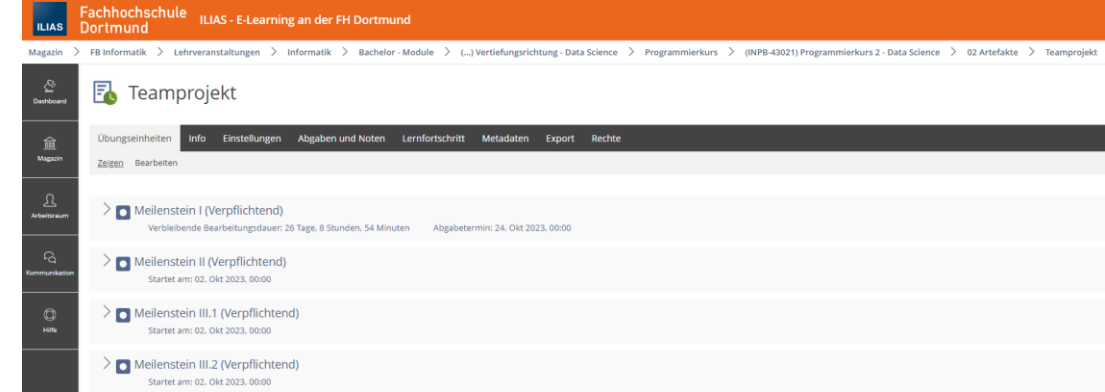 ILIAS
Fachhochschule
Dortmund
ILIAS - E-Learning an der FH Dortmund
Magazin > FB Informatik > Lehrveranstaltungen > Informatik > Bachelor - Module > (...) Vertiefungsrichtung - Data Science > Programmierkurs > (INPB-43021) Programmierkurs 2 - Data Science > 02 Artefakte > Teamprojekt
Dashboard
Magazin
Arbeitsraum
Kommunikation
Hilfe
Teamprojekt
Übungseinheiten Info Einstellungen Abgaben und Noten Lernfortschritt Metadaten Export Rechte
Zeigen Bearbeiten
Meilenstein I (Verpflichtend)
Verbleibende Bearbeitungsdauer: 26 Tage, 8 Stunden, 54 Minuten Abgabetermin: 24. Okt 2023, 00:00
Meilenstein II (Verpflichtend)
Startet am: 02. Okt 2023, 00:00
Meilenstein III.1 (Verpflichtend)
Startet am: 02. Okt 2023, 00:00
Meilenstein III.2 (Verpflichtend)
Startet am: 02. Okt 2023, 00:00